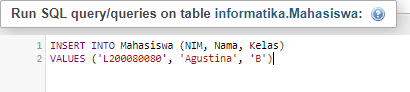 Run SQL query/queries on table informatika.Mahasiswa:
1 INSERT INTO Mahasiswa (NIM, Nama, Kelas)
2 VALUES ('L200080080', 'Agustina', 'B')